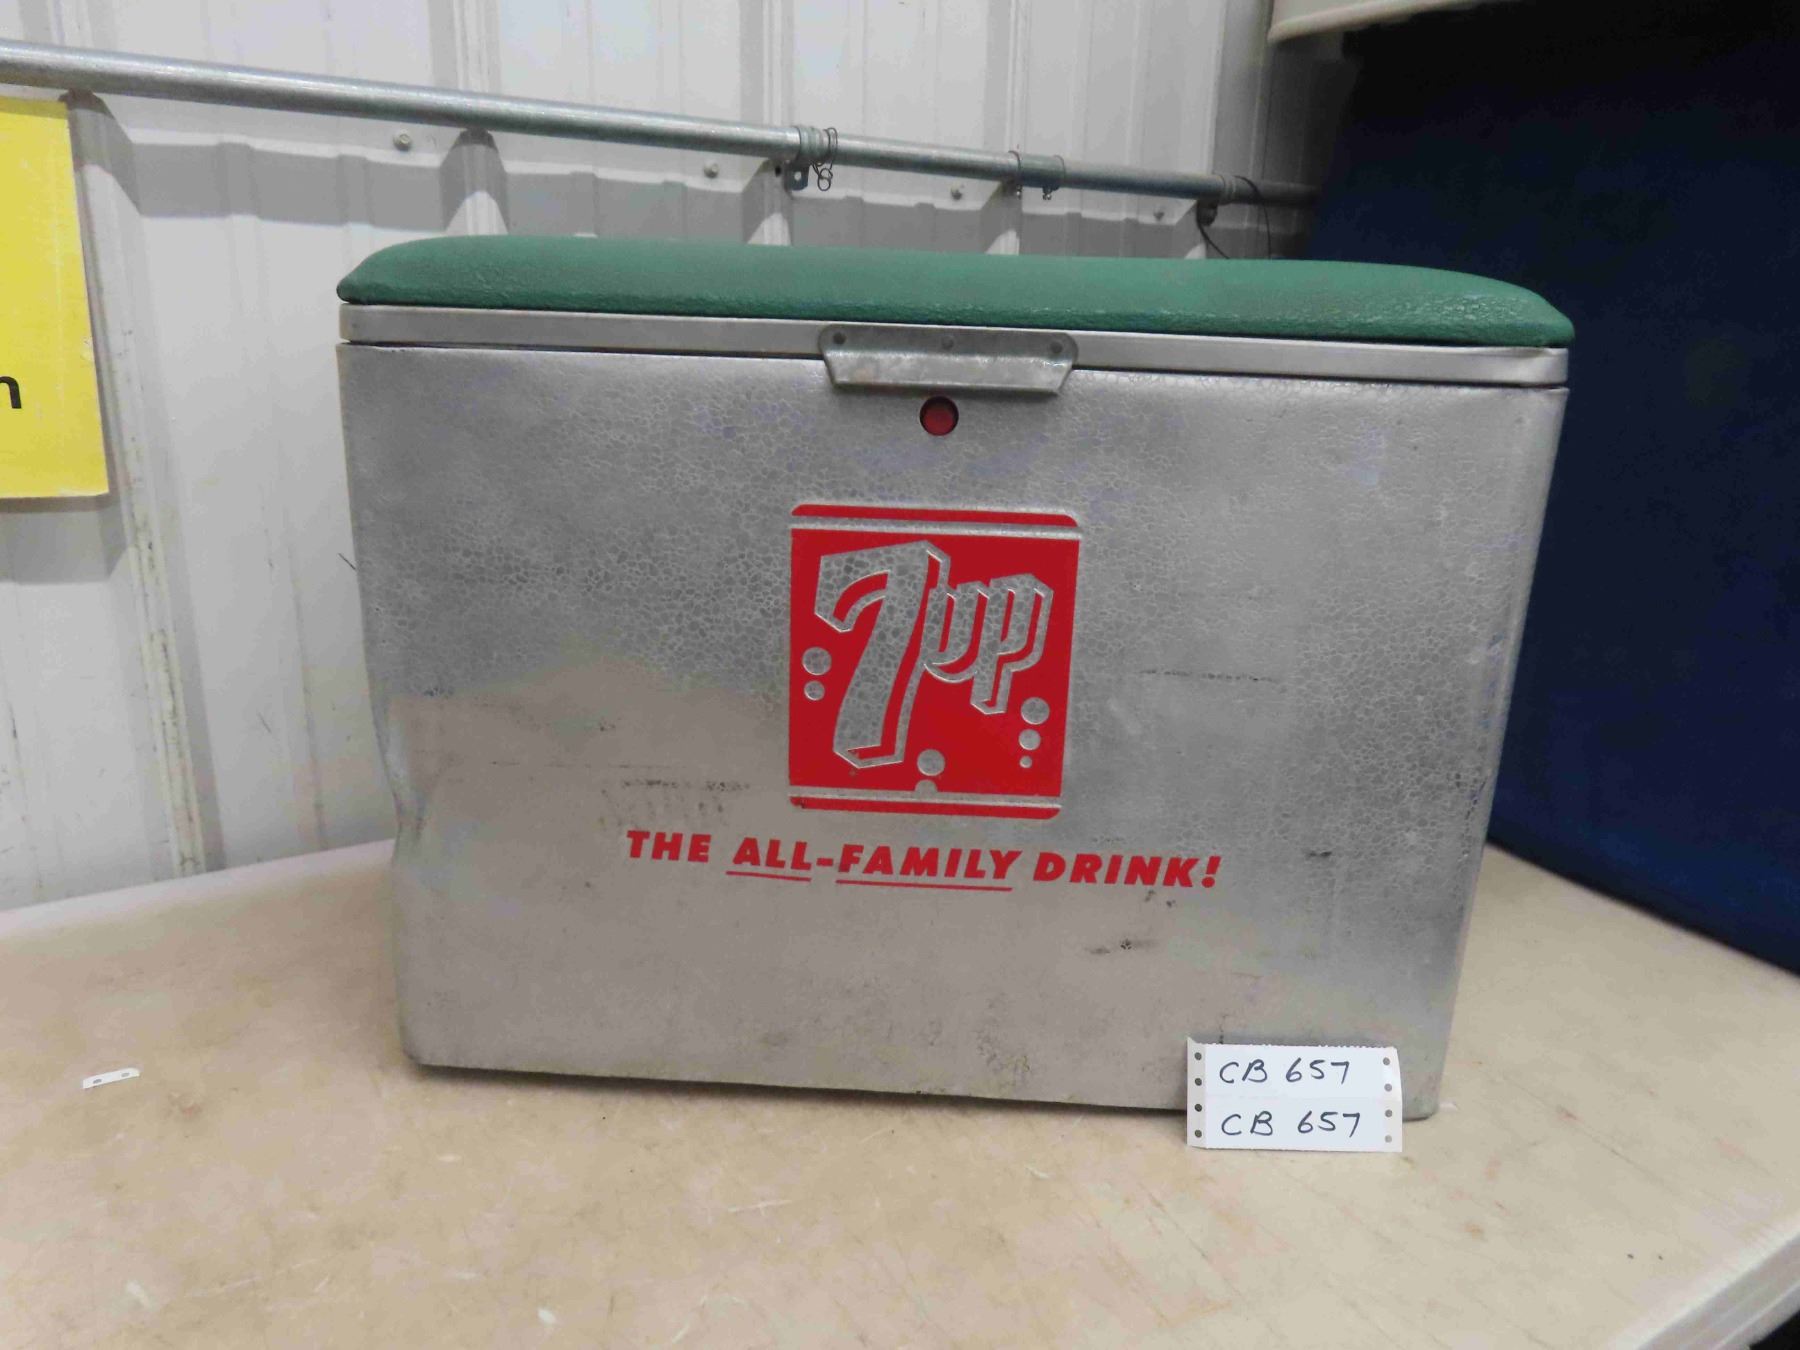 n
7up
THE ALL-FAMILY DRINK!
CB 657
CB 657